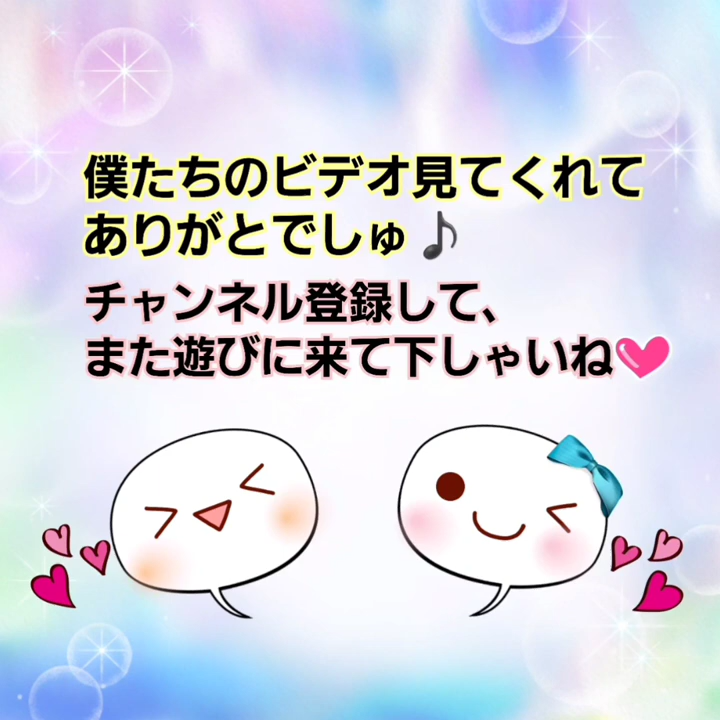 僕たちのビデオ見てくれて
ありがとでしゅ♪
チャンネル登録して、
また遊びに来て下しゃいね💗